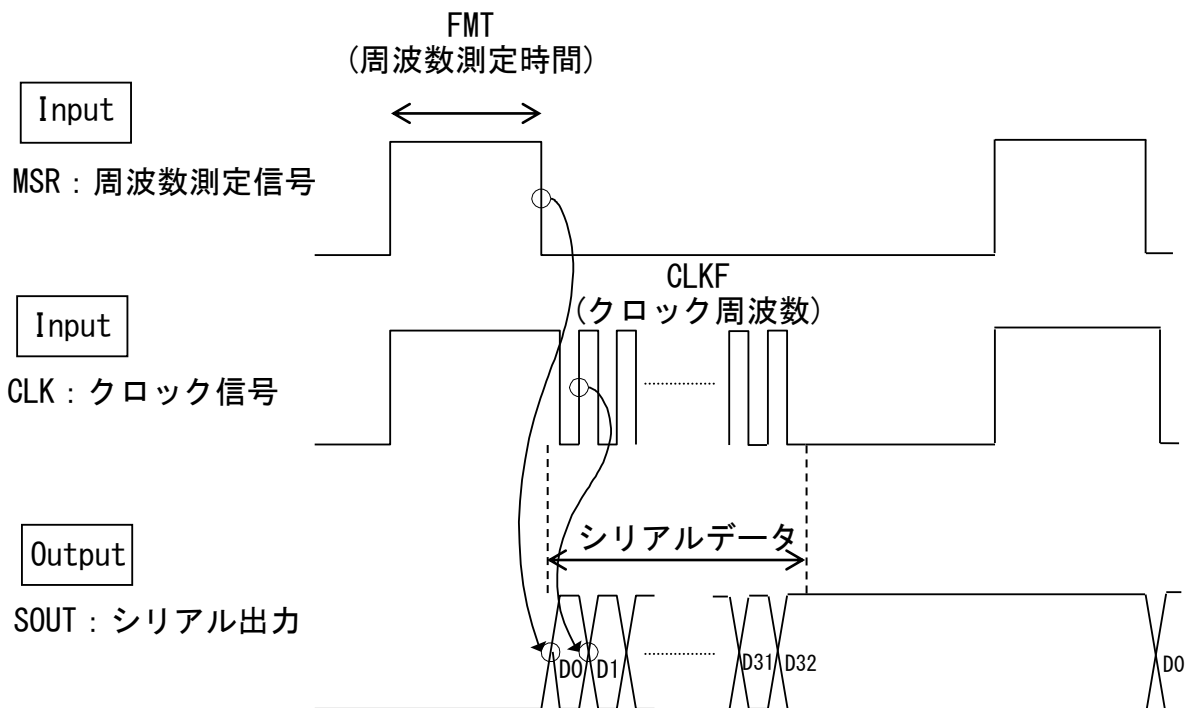 FMT
(周波数測定時間)
Input
MSR：周波数測定信号
CLKF
(クロック周波数)
Input
CLK：クロック信号
シリアルデータ
Output
SOUT：シリアル出力
D0 D1 D31 D32 D0